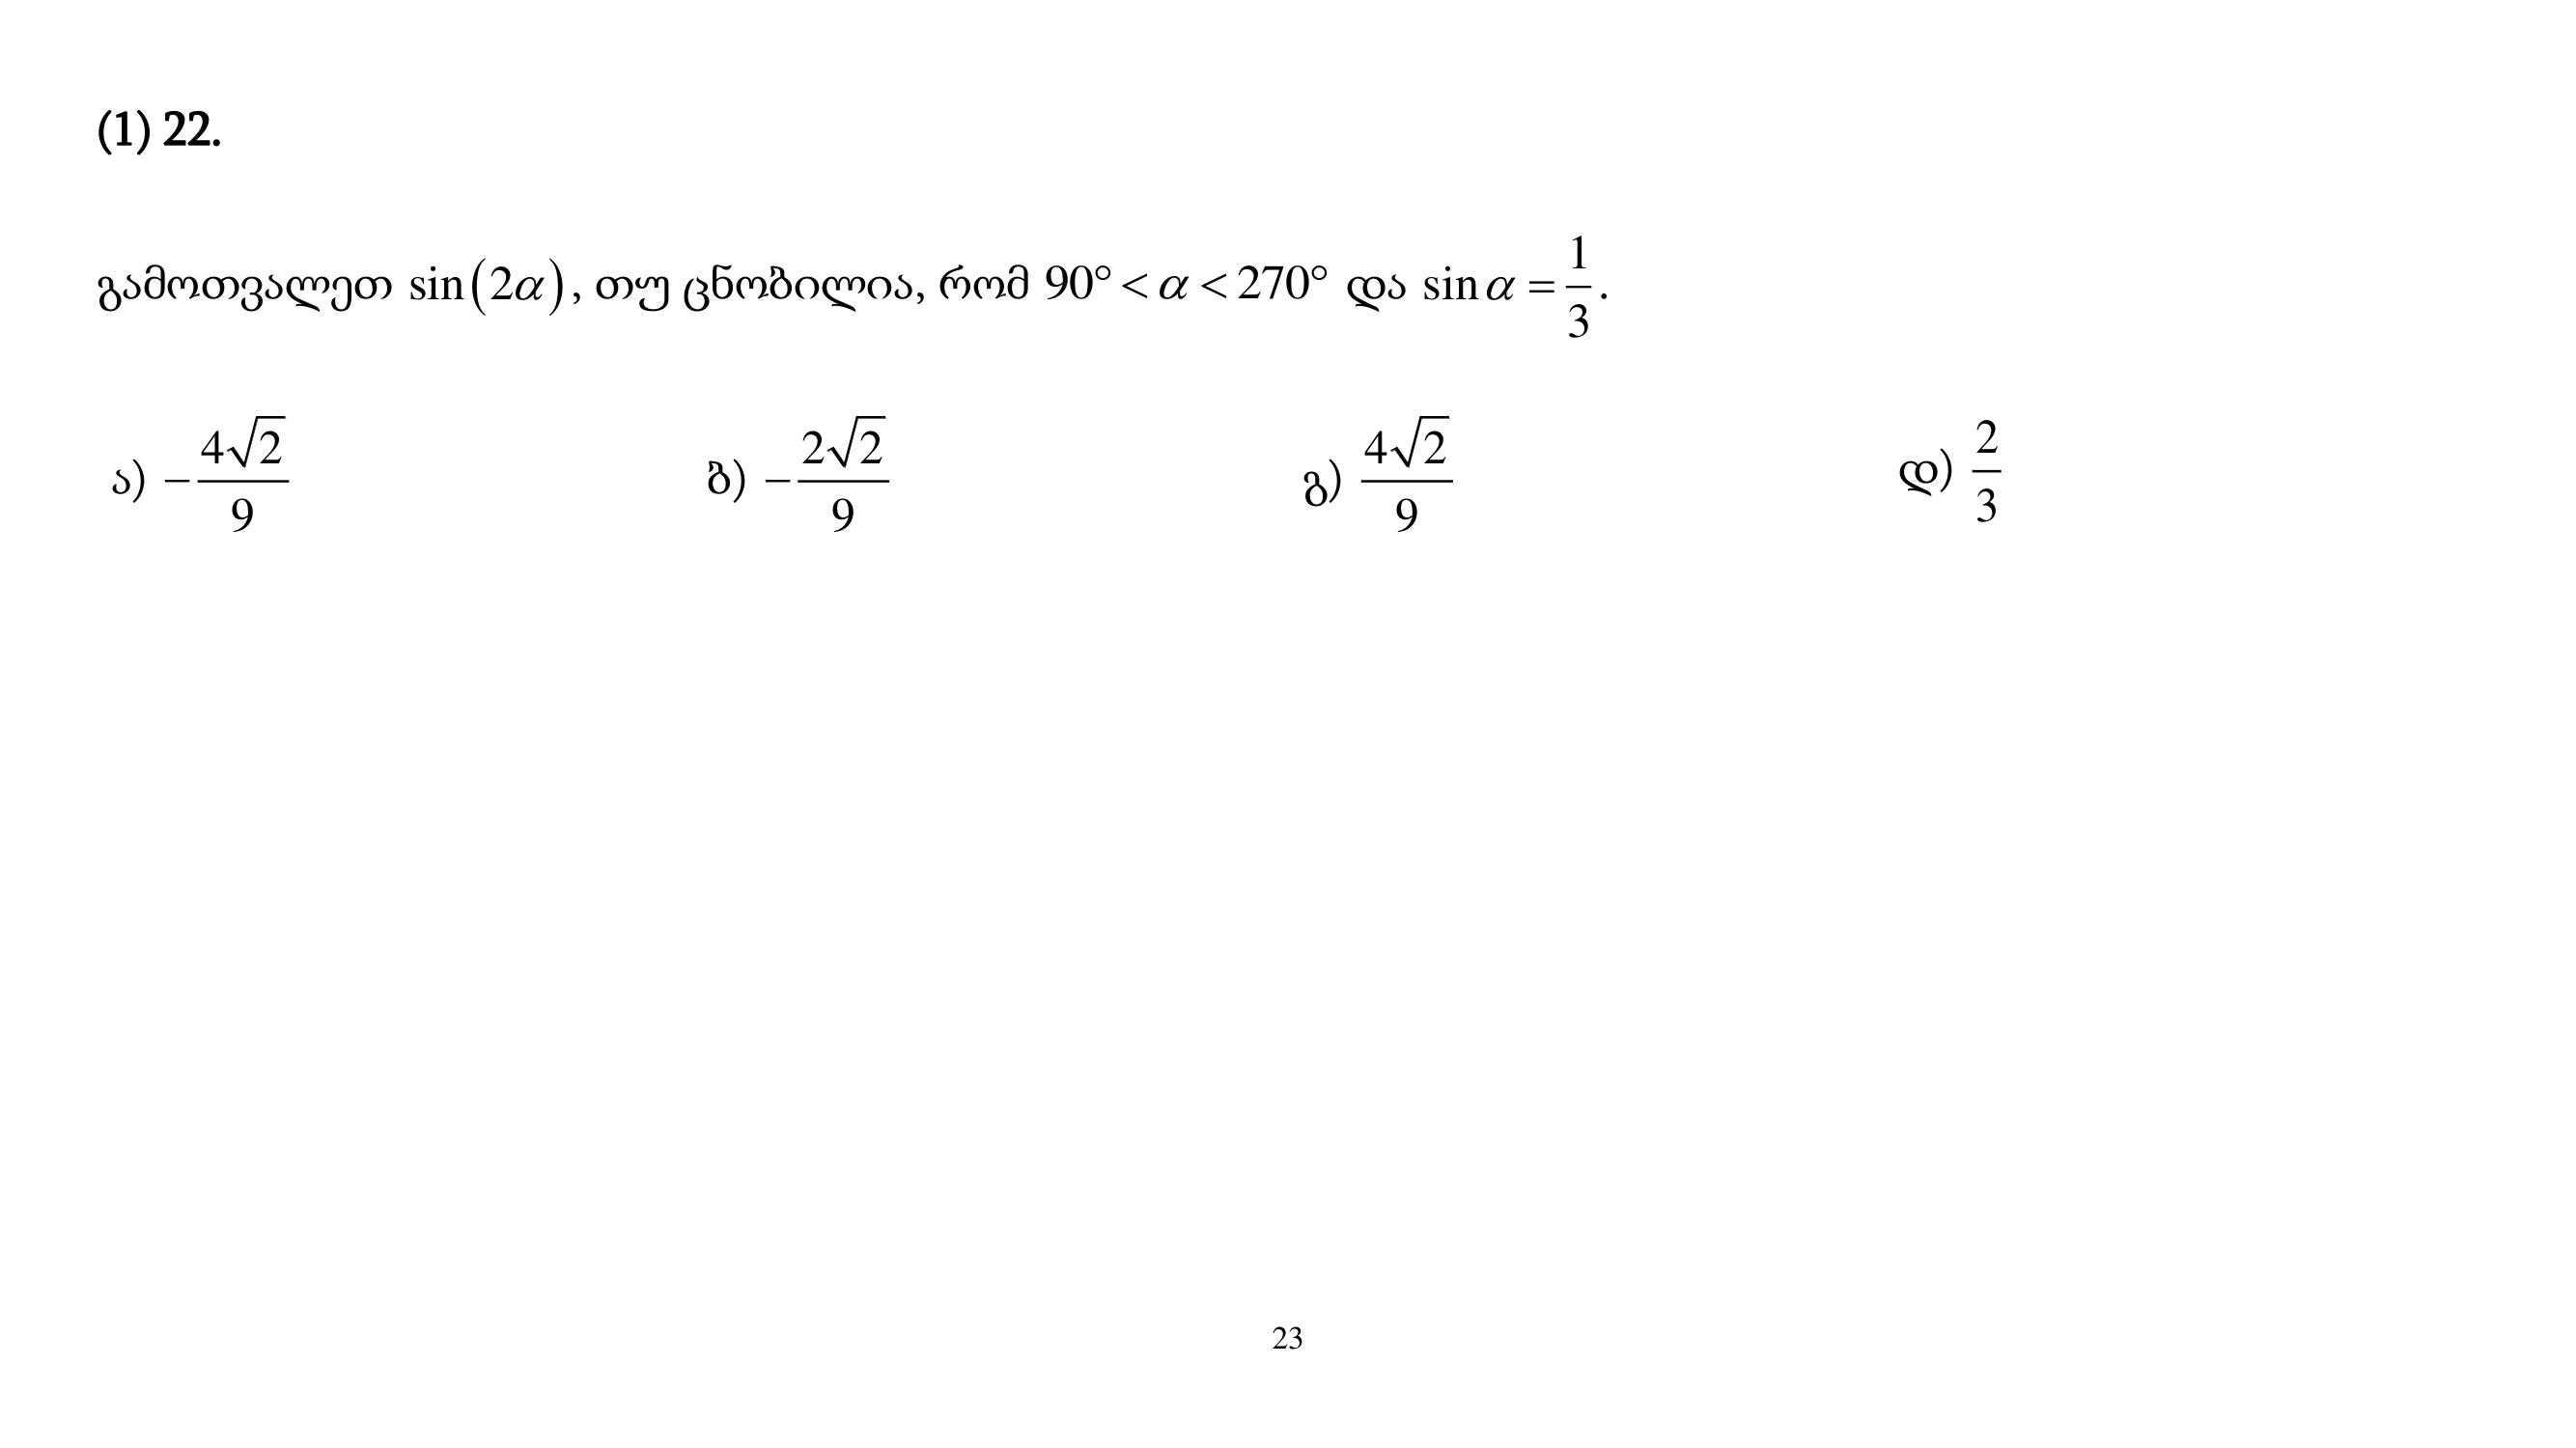 (1) 22.
გამოთვალეთ sin(2α), თუ ცნობილია, რომ 90° < α < 270° და sin α = 1/3.
ა) −4√2/9 ბ) −2√2/9 გ) 4√2/9 დ) 2/3
23